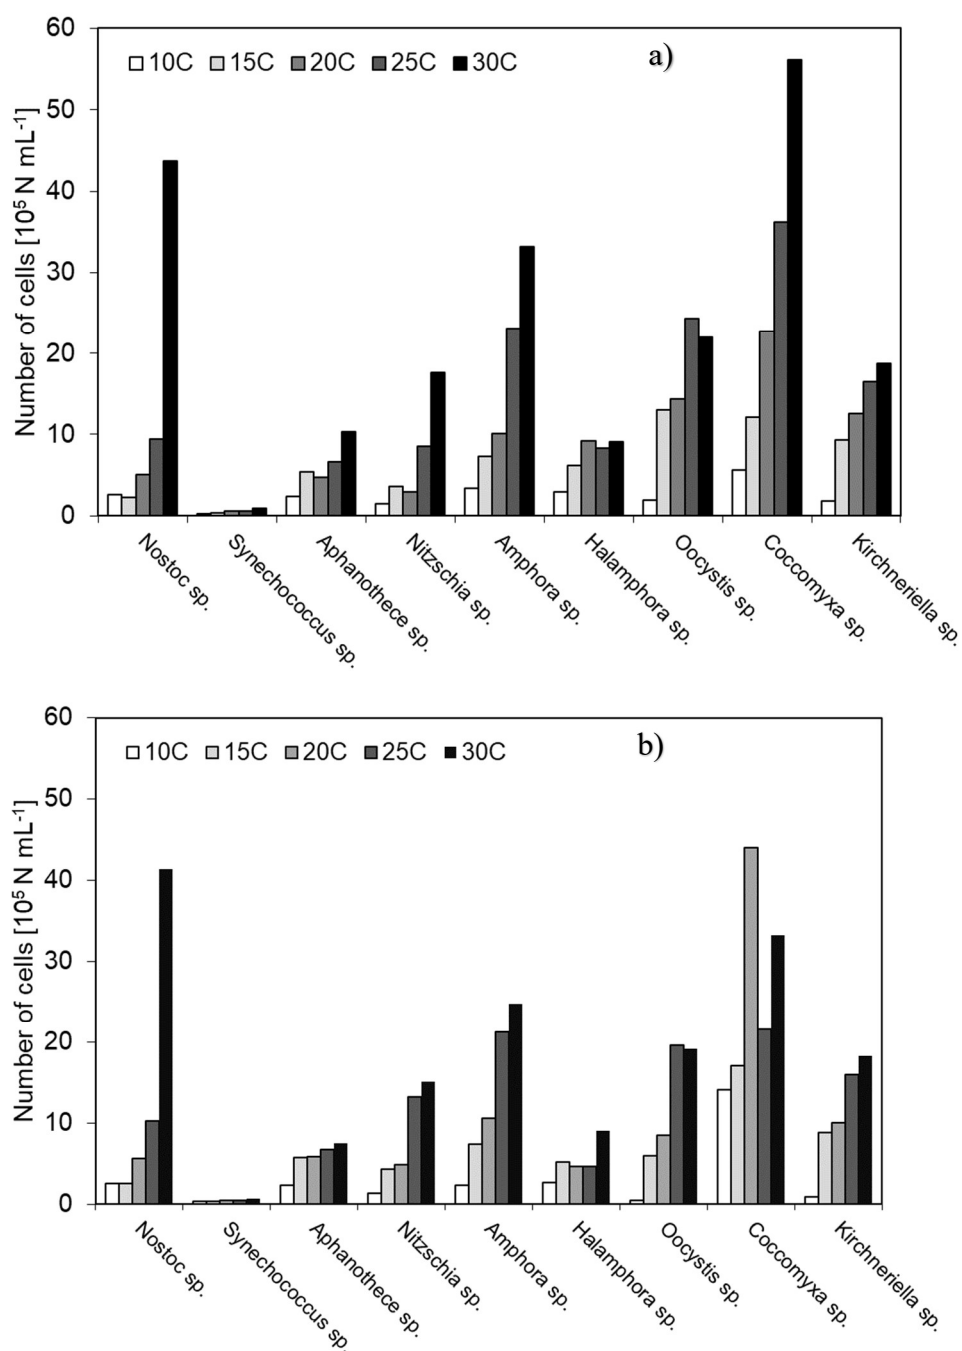 60
50
40
30
20
10
0
Number of cells [10⁵ N mL⁻¹]
10C 15C 20C 25C 30C
a)
Nostoc sp.
Synechococcus sp.
Aphanothece sp.
Nitzschia sp.
Amphora sp.
Halamphora sp.
Oocystis sp.
Coccomyxa sp.
Kirchneriella sp.
60
50
40
30
20
10
0
Number of cells [10⁵ N mL⁻¹]
10C 15C 20C 25C 30C
b)
Nostoc sp.
Synechococcus sp.
Aphanothece sp.
Nitzschia sp.
Amphora sp.
Halamphora sp.
Oocystis sp.
Coccomyxa sp.
Kirchneriella sp.